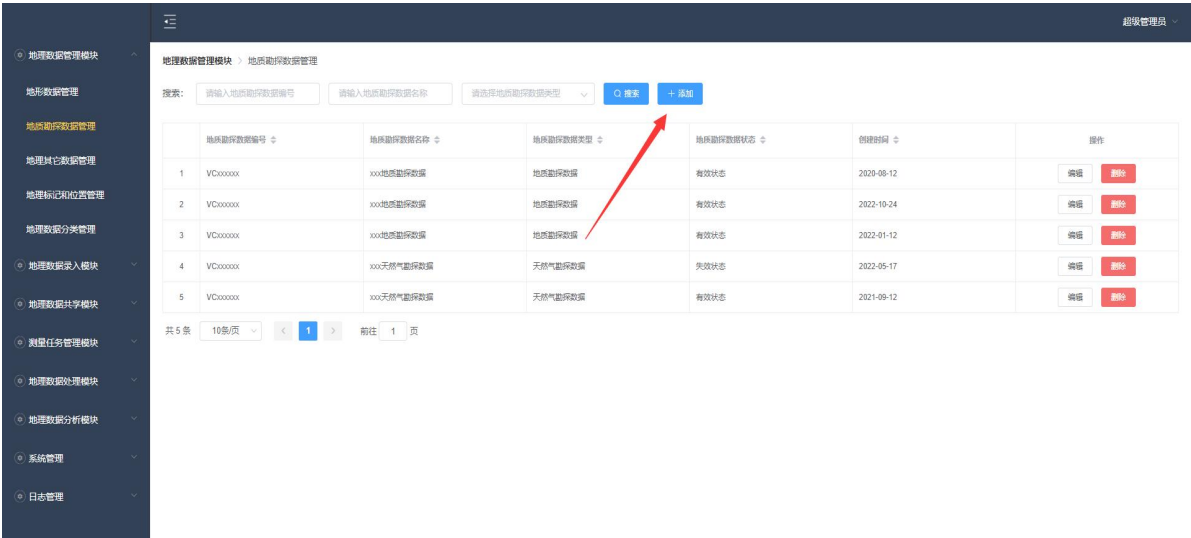 超级管理员
地理数据管理模块
地形数据管理
地质勘探数据管理
地理其它数据管理
地理标记和位置管理
地理数据分类管理
地理数据录入模块
地理数据共享模块
测量任务管理模块
地理数据处理模块
地理数据分析模块
系统管理
日志管理
地理数据管理模块 > 地质勘探数据管理
搜索： 请输入地质勘探数据编号 请输入地质勘探数据名称 请选择地质勘探数据类型 搜索 + 添加
地质勘探数据编号 地质勘探数据名称 地质勘探数据类型 地质勘探数据状态 创建时间 操作
1 VCxxxxxx xxx地质勘探数据 地质勘探数据 有效状态 2020-08-12 编辑 删除
2 VCxxxxxx xxx地质勘探数据 地质勘探数据 有效状态 2022-10-24 编辑 删除
3 VCxxxxxx xxx地质勘探数据 地质勘探数据 有效状态 2022-01-12 编辑 删除
4 VCxxxxxx xxx天然气勘探数据 天然气勘探数据 失效状态 2022-05-17 编辑 删除
5 VCxxxxxx xxx天然气勘探数据 天然气勘探数据 有效状态 2021-09-12 编辑 删除
共 5 条 10条/页 < 1 > 前往 1 页